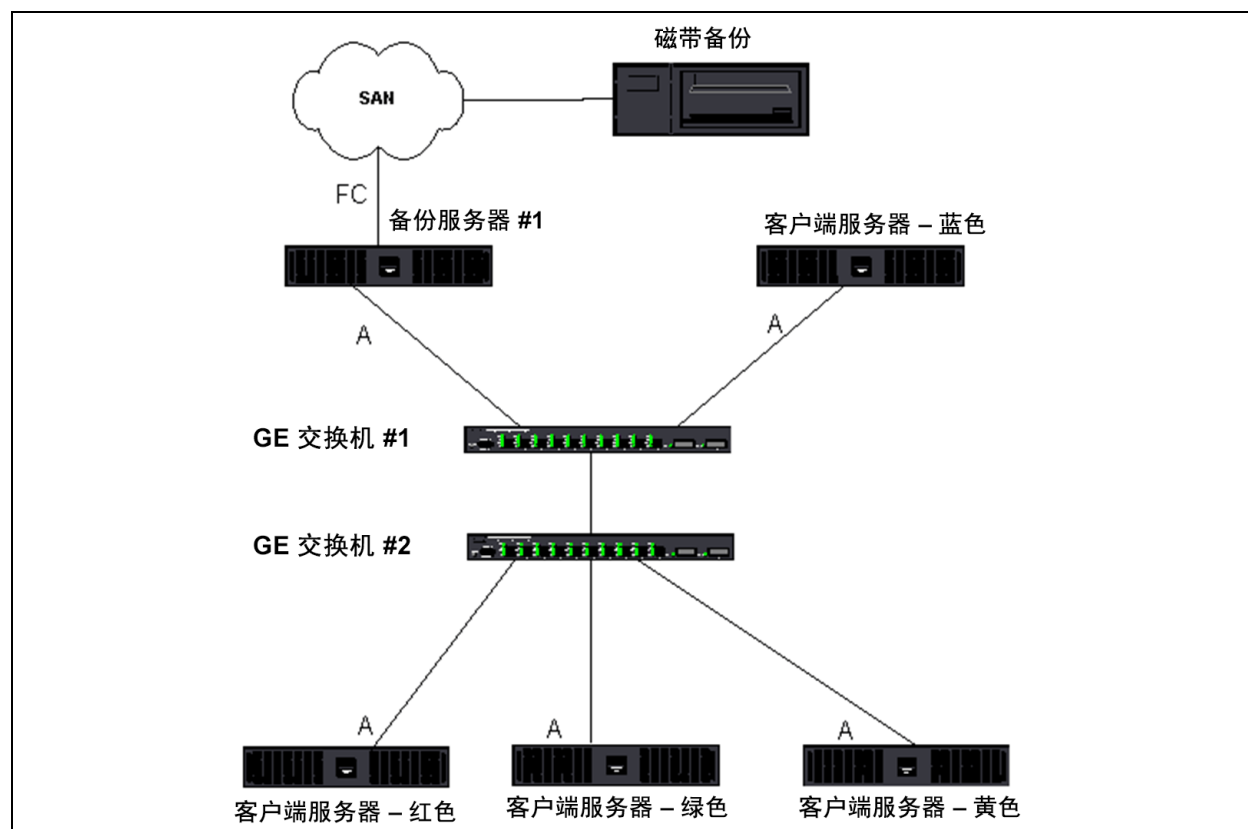 磁带备份
SAN
FC
备份服务器 #1
客户端服务器 – 蓝色
A
A
GE 交换机 #1
GE 交换机 #2
A
A
A
客户端服务器 – 红色
客户端服务器 – 绿色
客户端服务器 – 黄色